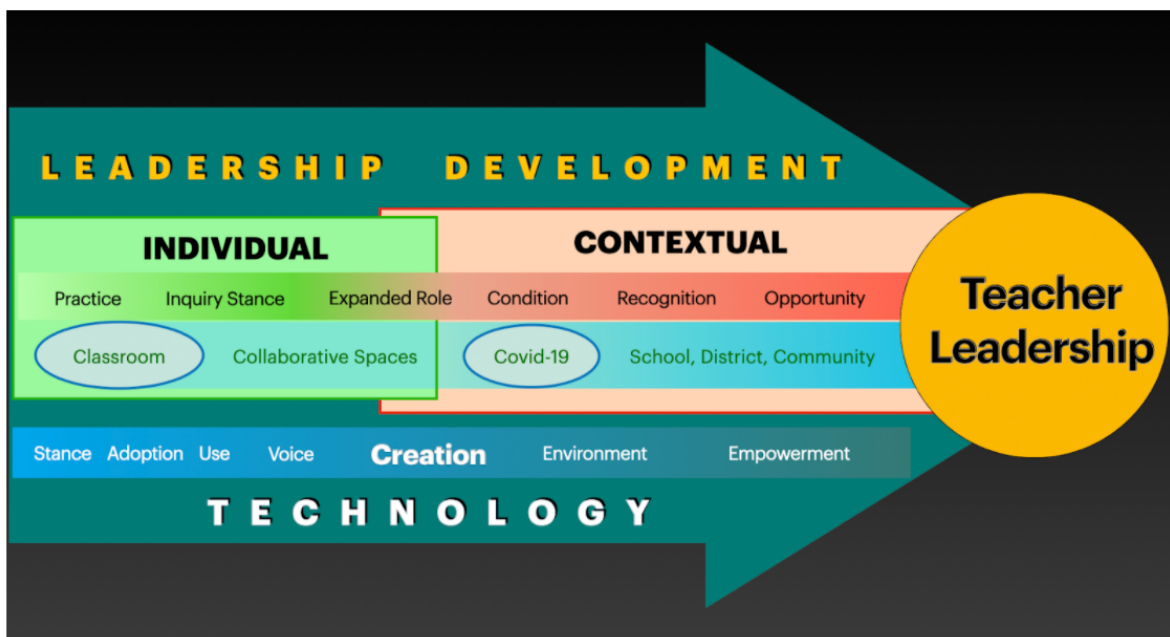 LEADERSHIP DEVELOPMENT
INDIVIDUAL
CONTEXTUAL
Practice Inquiry Stance Expanded Role Condition Recognition Opportunity
Classroom Collaborative Spaces Covid-19 School, District, Community
Teacher
Leadership
Stance Adoption Use Voice Creation Environment Empowerment
TECHNOLOGY